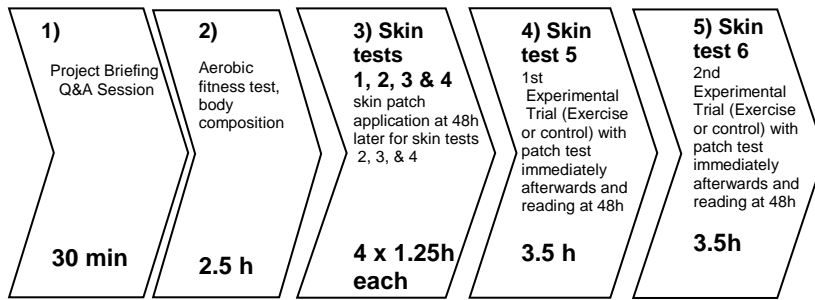 1)
Project Briefing
Q&A Session
30 min
2)
Aerobic
fitness test,
body
composition
2.5 h
3) Skin
tests
1, 2, 3 & 4
skin patch
application at 48h
later for skin tests
2, 3, & 4
4 x 1.25h
each
4) Skin
test 5
1st
Experimental
Trial (Exercise
or control) with
patch test
immediately
afterwards and
reading at 48h
3.5 h
5) Skin
test 6
2nd
Experimental
Trial (Exercise
or control) with
patch test
immediately
afterwards and
reading at 48h
3.5h